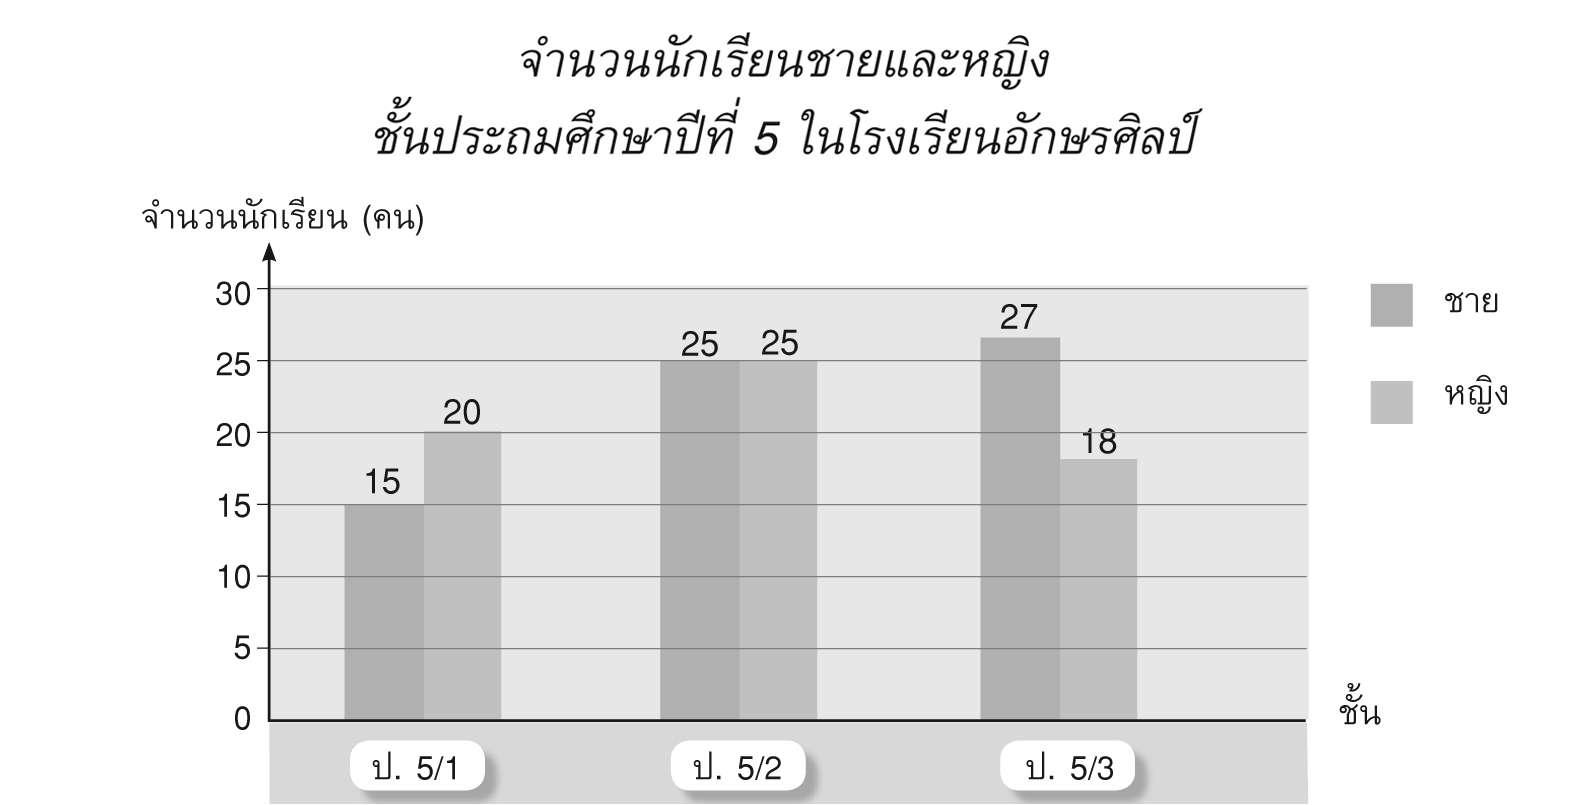 จำนวนนักเรียนชายและหญิง
ชั้นประถมศึกษาปีที่ 5 ในโรงเรียนอักษรศิลป์
จำนวนนักเรียน (คน)
30
25
20
15
10
5
0
15
20
25
25
27
18
ชาย
หญิง
ชั้น
ป. 5/1
ป. 5/2
ป. 5/3